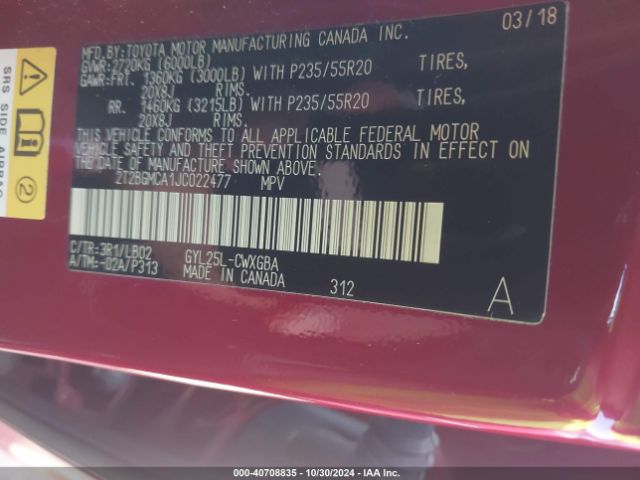 MFD.BY:TOYOTA MOTOR MANUFACTURING CANADA INC. 03/18
GVWR:2720KG (6000LB)
GAWR:FRT. 1360KG (3000LB) WITH P235/55R20 TIRES,
20X8J RIMS.
RR. 1460KG (3215LB) WITH P235/55R20 TIRES,
20X8J RIMS.
THIS VEHICLE CONFORMS TO ALL APPLICABLE FEDERAL MOTOR
VEHICLE SAFETY AND THEFT PREVENTION STANDARDS IN EFFECT ON
THE DATE OF MANUFACTURE SHOWN ABOVE.
2T2BGMCA1JC022477 MPV
C/TR:3R1/LB02 GYL25L-CWXGBA
A/TM:-02A/P313 MADE IN CANADA
312
A
SRS SIDE AIRBAG
2
000-40708835 - 10/30/2024 - IAA Inc.